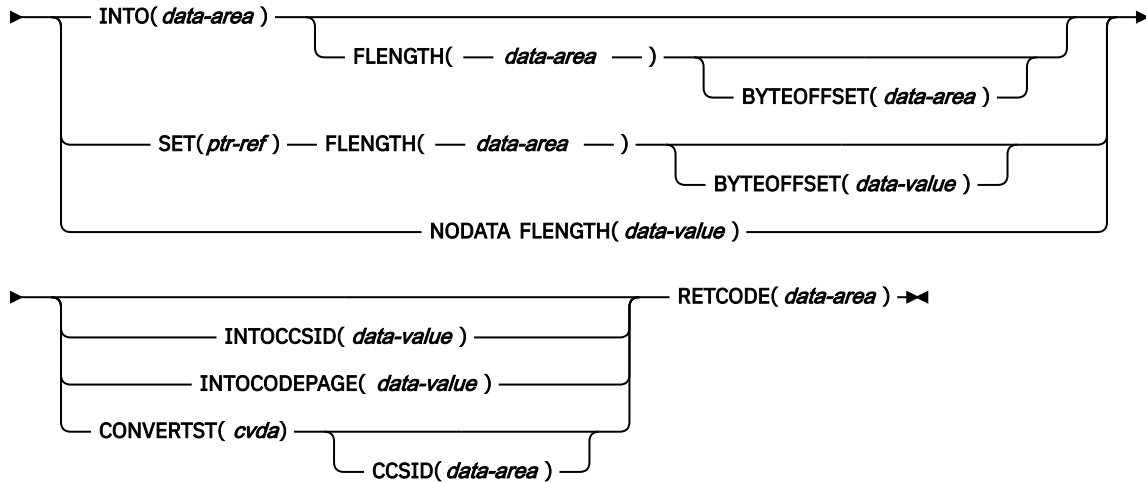 INTO( data-area )
FLENGTH( data-area )
BYTEOFFSET( data-area )
SET( ptr-ref ) FLENGTH( data-area )
BYTEOFFSET( data-value )
NODATA FLENGTH( data-value )
RETCODE( data-area )
INTOCCSID( data-value )
INTOCODEPAGE( data-value )
CONVERTST( cvda)
CCSID( data-area )